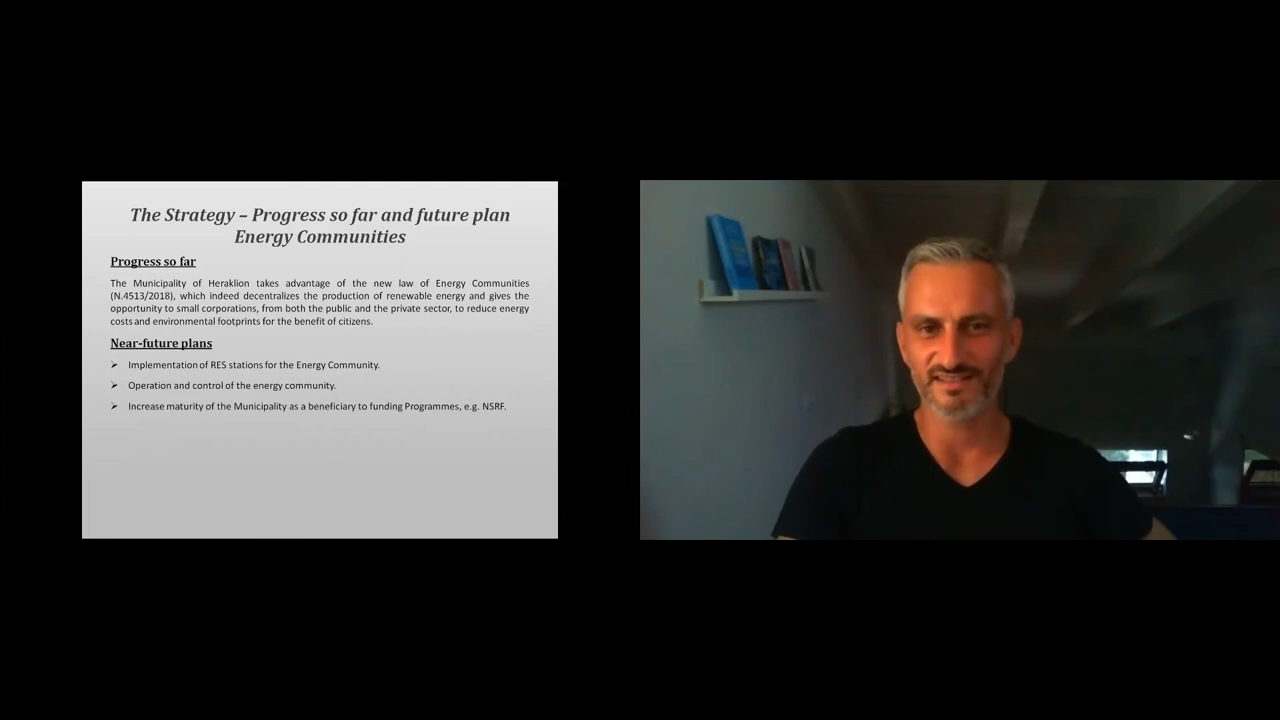 The Strategy – Progress so far and future plan
Energy Communities
Progress so far
The Municipality of Heraklion takes advantage of the new law of Energy Communities
(N.4513/2018), which indeed decentralizes the production of renewable energy and gives the
opportunity to small corporations, from both the public and the private sector, to reduce energy
costs and environmental footprints for the benefit of citizens.
Near-future plans
➢ Implementation of RES stations for the Energy Community.
➢ Operation and control of the energy community.
➢ Increase maturity of the Municipality as a beneficiary to funding Programmes, e.g. NSRF.